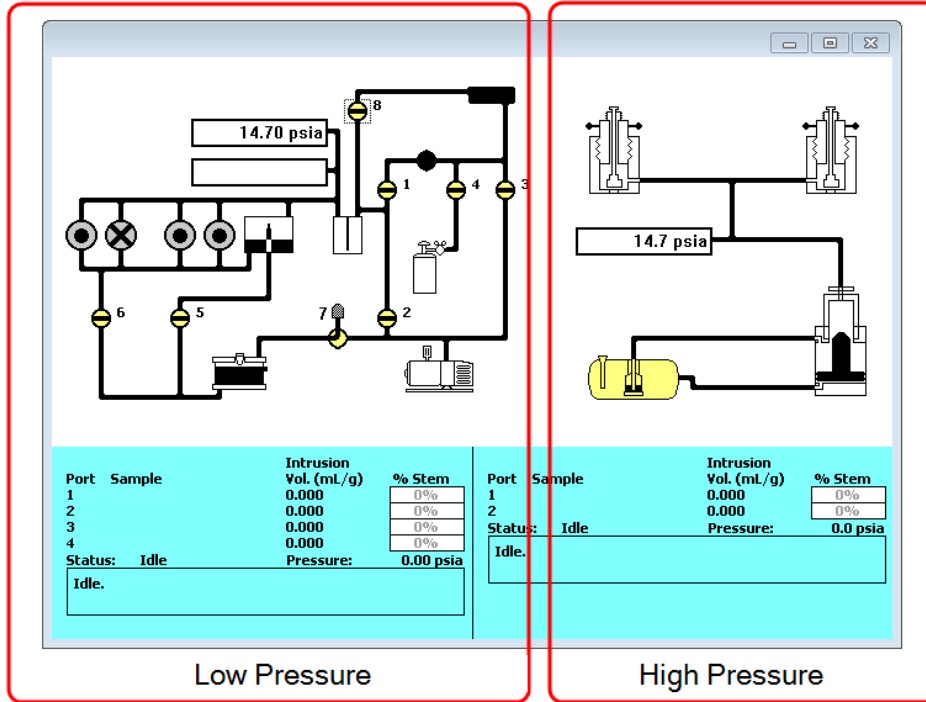 8
14.70 psia
1
4
3
14.7 psia
6
5
7
2
Intrusion
Port Sample Vol. (mL/g) % Stem
1 0.000 0%
2 0.000 0%
3 0.000 0%
4 0.000 0%
Status: Idle Pressure: 0.00 psia
Idle.
Intrusion
Port Sample Vol. (mL/g) % Stem
1 0.000 0%
2 0.000 0%
Status: Idle Pressure: 0.0 psia
Idle.
Low Pressure
High Pressure